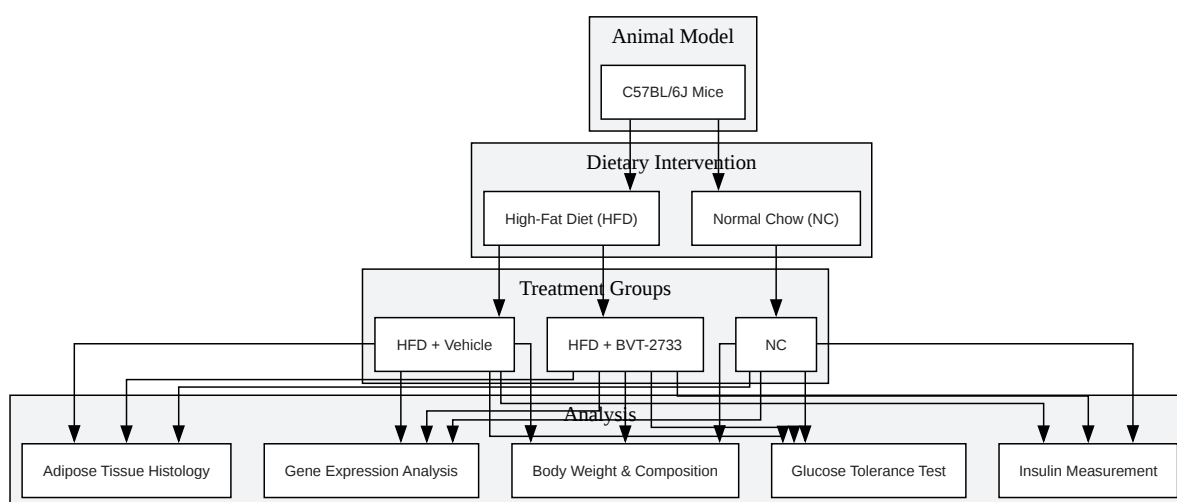 Animal Model
C57BL/6J Mice
Dietary Intervention
High-Fat Diet (HFD)
Normal Chow (NC)
Treatment Groups
HFD + Vehicle
HFD + BVT-2733
NC
Analysis
Adipose Tissue Histology
Gene Expression Analysis
Body Weight & Composition
Glucose Tolerance Test
Insulin Measurement